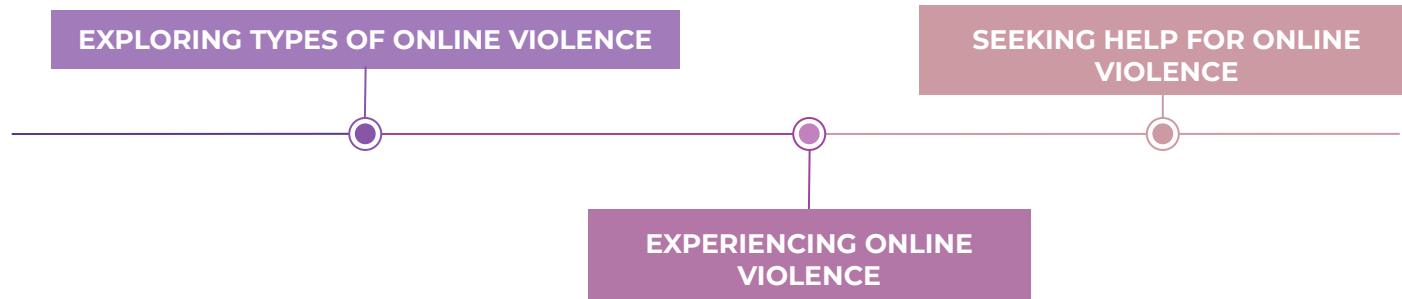 EXPLORING TYPES OF ONLINE VIOLENCE
SEEKING HELP FOR ONLINE
VIOLENCE
EXPERIENCING ONLINE
VIOLENCE